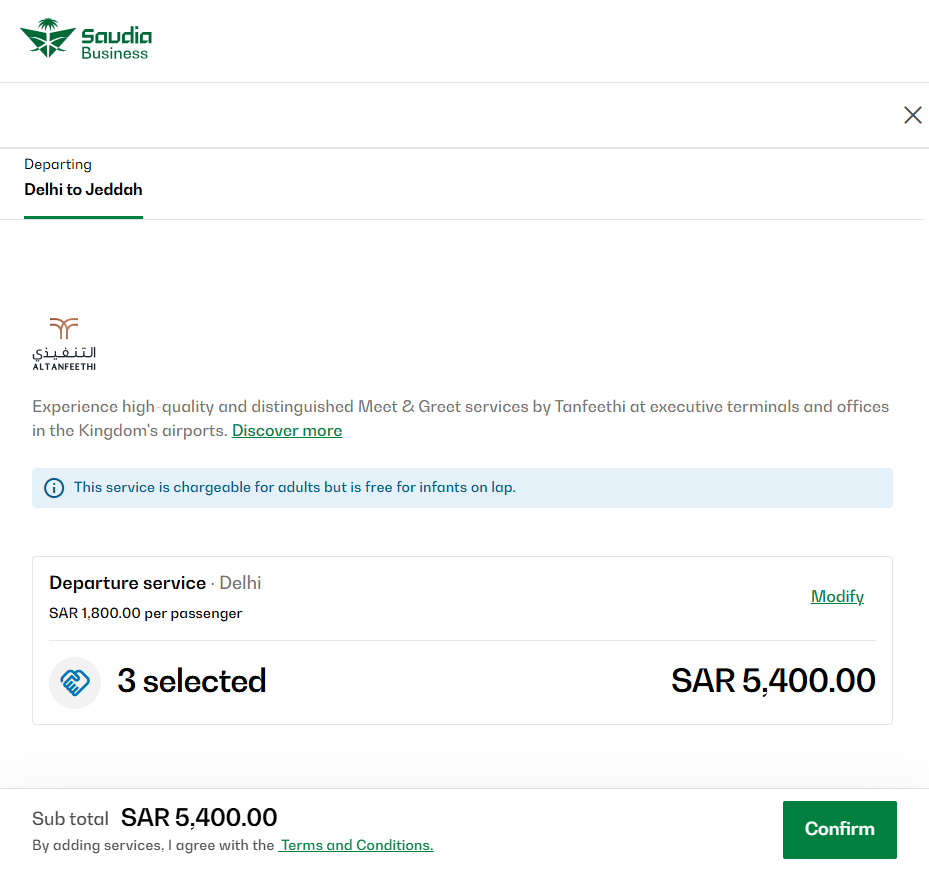 Saudia
Business
Departing
Delhi to Jeddah
التنفيذي
ALTANFEETHI
Experience high-quality and distinguished Meet & Greet services by Tanfeethi at executive terminals and offices
in the Kingdom's airports. Discover more
This service is chargeable for adults but is free for infants on lap.
Departure service · Delhi
Modify
SAR 1,800.00 per passenger
3 selected SAR 5,400.00
Sub total SAR 5,400.00
By adding services, I agree with the Terms and Conditions.
Confirm